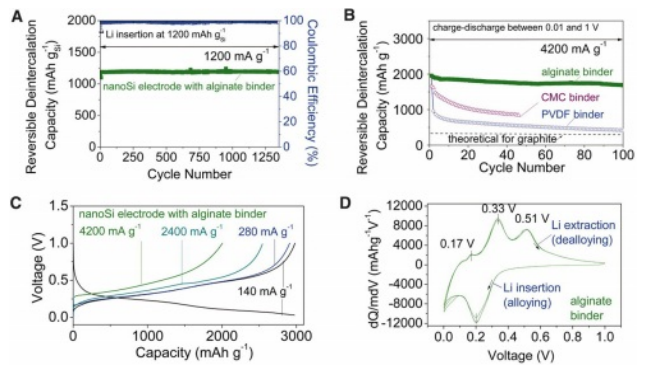 A
Reversible Deintercalation
Capacity (mAh g⁻¹Si)
2000
1500
1000
500
0
Li insertion at 1200 mAh g⁻¹Si
1200 mA g⁻¹
nanoSi electrode with alginate binder
100
80
60
40
20
0
Coulombic Efficiency (%)
0 250 500 750 1000 1250
Cycle Number
B
Reversible Deintercalation
Capacity (mAh g⁻¹)
3000
2000
1000
0
charge-discharge between 0.01 and 1 V
4200 mA g⁻¹
alginate binder
CMC binder
PVDF binder
theoretical for graphite
0 20 40 60 80 100
Cycle Number
C
Voltage (V)
1.5
1.0
0.5
0.0
nanoSi electrode with alginate binder
4200 mA g⁻¹ 2400 mA g⁻¹ 280 mA g⁻¹
140 mA g⁻¹
0 1000 2000 3000
Capacity (mAh g⁻¹)
D
dQ/mdV (mAhg⁻¹V⁻¹)
12000
8000
4000
0
-4000
-8000
-12000
0.33 V
0.51 V
0.17 V
Li extraction
(dealloying)
Li insertion
(alloying)
alginate
binder
0.0 0.2 0.4 0.6 0.8 1.0
Voltage (V)